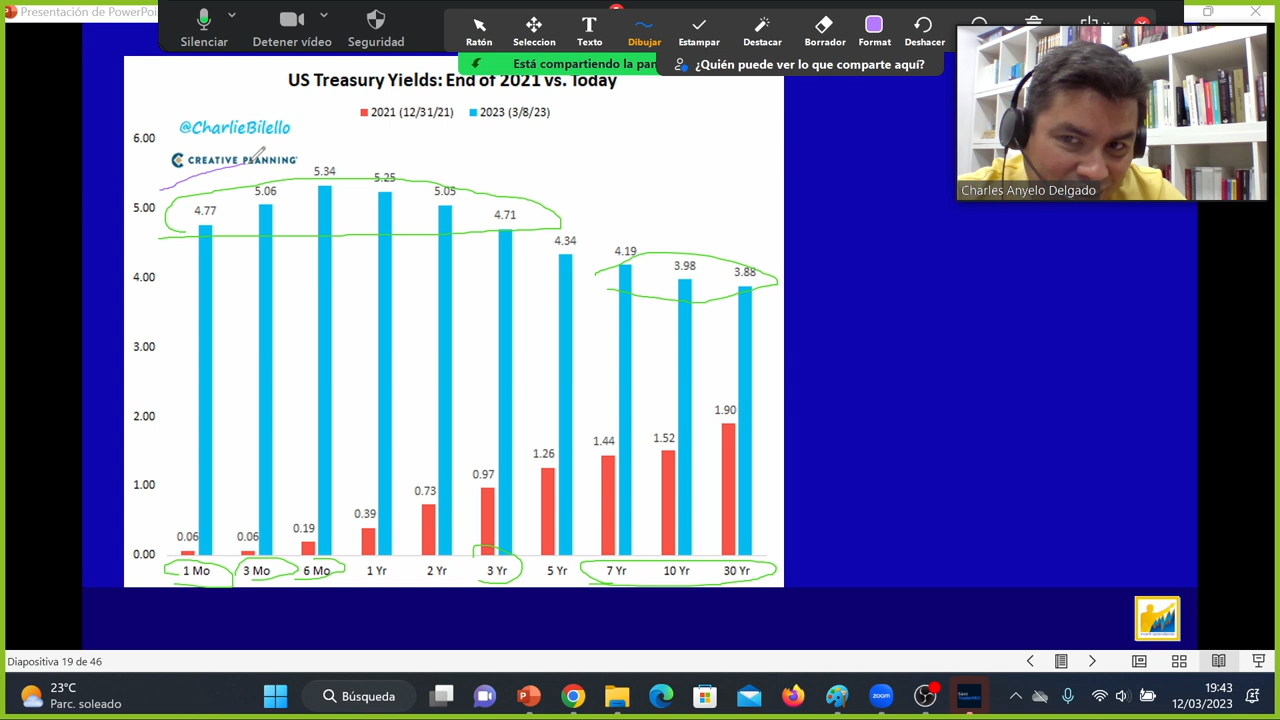 Presentación de PowerPoi
Silenciar
Detener video
Seguridad
Ratón
Selección
Texto
Dibujar
Estampar
Destacar
Borrador
Format
Deshacer
Está compartiendo la pan
¿Quién puede ver lo que comparte aquí?
Charles Anyelo Delgado
US Treasury Yields: End of 2021 vs. Today
2021 (12/31/21) 2023 (3/8/23)
@CharlieBilello
CREATIVE PLANNING
6.00
5.00
4.00
3.00
2.00
1.00
0.00
4.77 5.06 5.34 5.25 5.05 4.71 4.34 4.19 3.98 3.88
0.06 0.06 0.19 0.39 0.73 0.97 1.26 1.44 1.52 1.90
1 Mo 3 Mo 6 Mo 1 Yr 2 Yr 3 Yr 5 Yr 7 Yr 10 Yr 30 Yr
Diapositiva 19 de 46
23°C
Parc. soleado
Búsqueda
zoom
19:43
12/03/2023